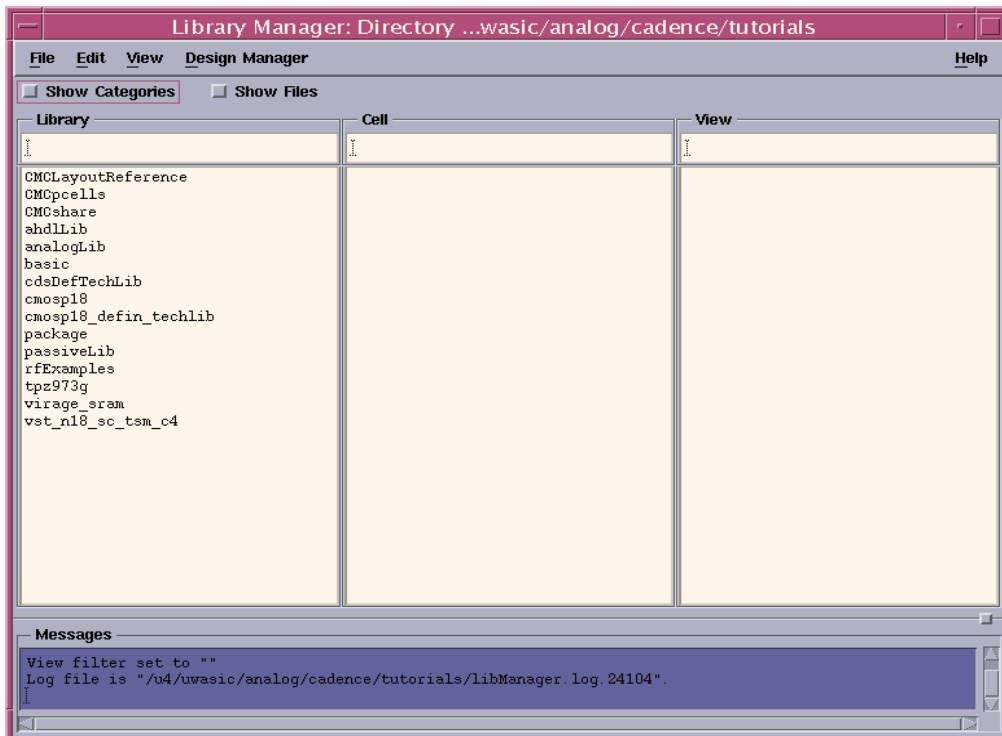 Library Manager: Directory ...wasic/analog/cadence/tutorials
File Edit View Design Manager Help
Show Categories Show Files
Library Cell View
CMCLayoutReference
CMCpcells
CMCshare
ahdlLib
analogLib
basic
cdsDefTechLib
cmosp18
cmosp18_defin_techlib
package
passiveLib
rfExamples
tpz973g
virage_sram
vst_n18_sc_tsm_c4
Messages
View filter set to ""
Log file is "/u4/uwasic/analog/cadence/tutorials/libManager.log.24104".